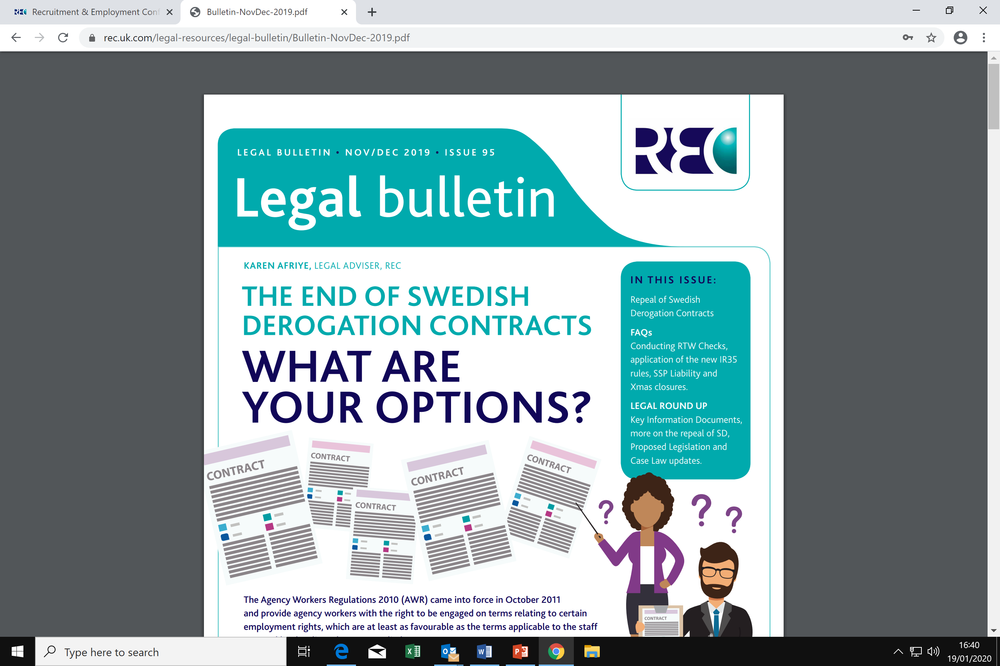 REC Recruitment & Employment Conf
Bulletin-NovDec-2019.pdf
rec.uk.com/legal-resources/legal-bulletin/Bulletin-NovDec-2019.pdf
LEGAL BULLETIN • NOV/DEC 2019 • ISSUE 95
REC
Legal bulletin
KAREN AFRIYE, LEGAL ADVISER, REC
THE END OF SWEDISH
DEROGATION CONTRACTS
WHAT ARE
YOUR OPTIONS?
IN THIS ISSUE:
Repeal of Swedish
Derogation Contracts
FAQs
Conducting RTW Checks,
application of the new IR35
rules, SSP Liability and
Xmas closures.
LEGAL ROUND UP
Key Information Documents,
more on the repeal of SD,
Proposed Legislation and
Case Law updates.
CONTRACT
CONTRACT
CONTRACT
CONTRACT
CONTRACT
? ? ?
CONTRACT
The Agency Workers Regulations 2010 (AWR) came into force in October 2011
and provide agency workers with the right to be engaged on terms relating to certain
employment rights, which are at least as favourable as the terms applicable to the staff
Type here to search
16:40
19/01/2020